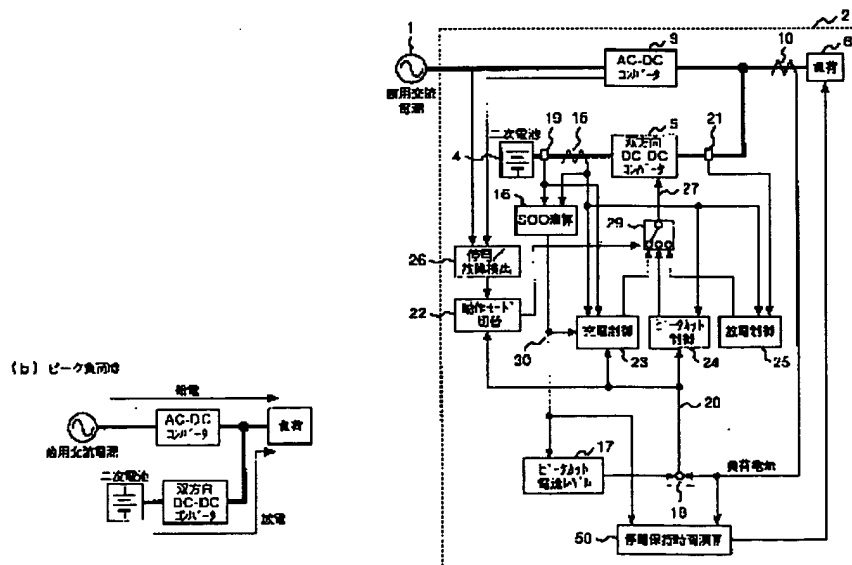 1
商用交流
電源
2
9
AC-DC
コンバータ
10
6
負荷
二次電池
4
19
16
5
双方向
DC-DC
コンバータ
21
27
29
16
SOC演算
26
停電/
故障検出
22
動作モード
切替
30
充電制御
23
ピークカット
制御
24
放電制御
25
20
17
ピークカット
電流レベル
18
負荷電流
50
停電保持時間演算
(b) ピーク負荷時
給電
商用交流
電源
AC-DC
コンバータ
負荷
二次電池
双方向
DC-DC
コンバータ
放電